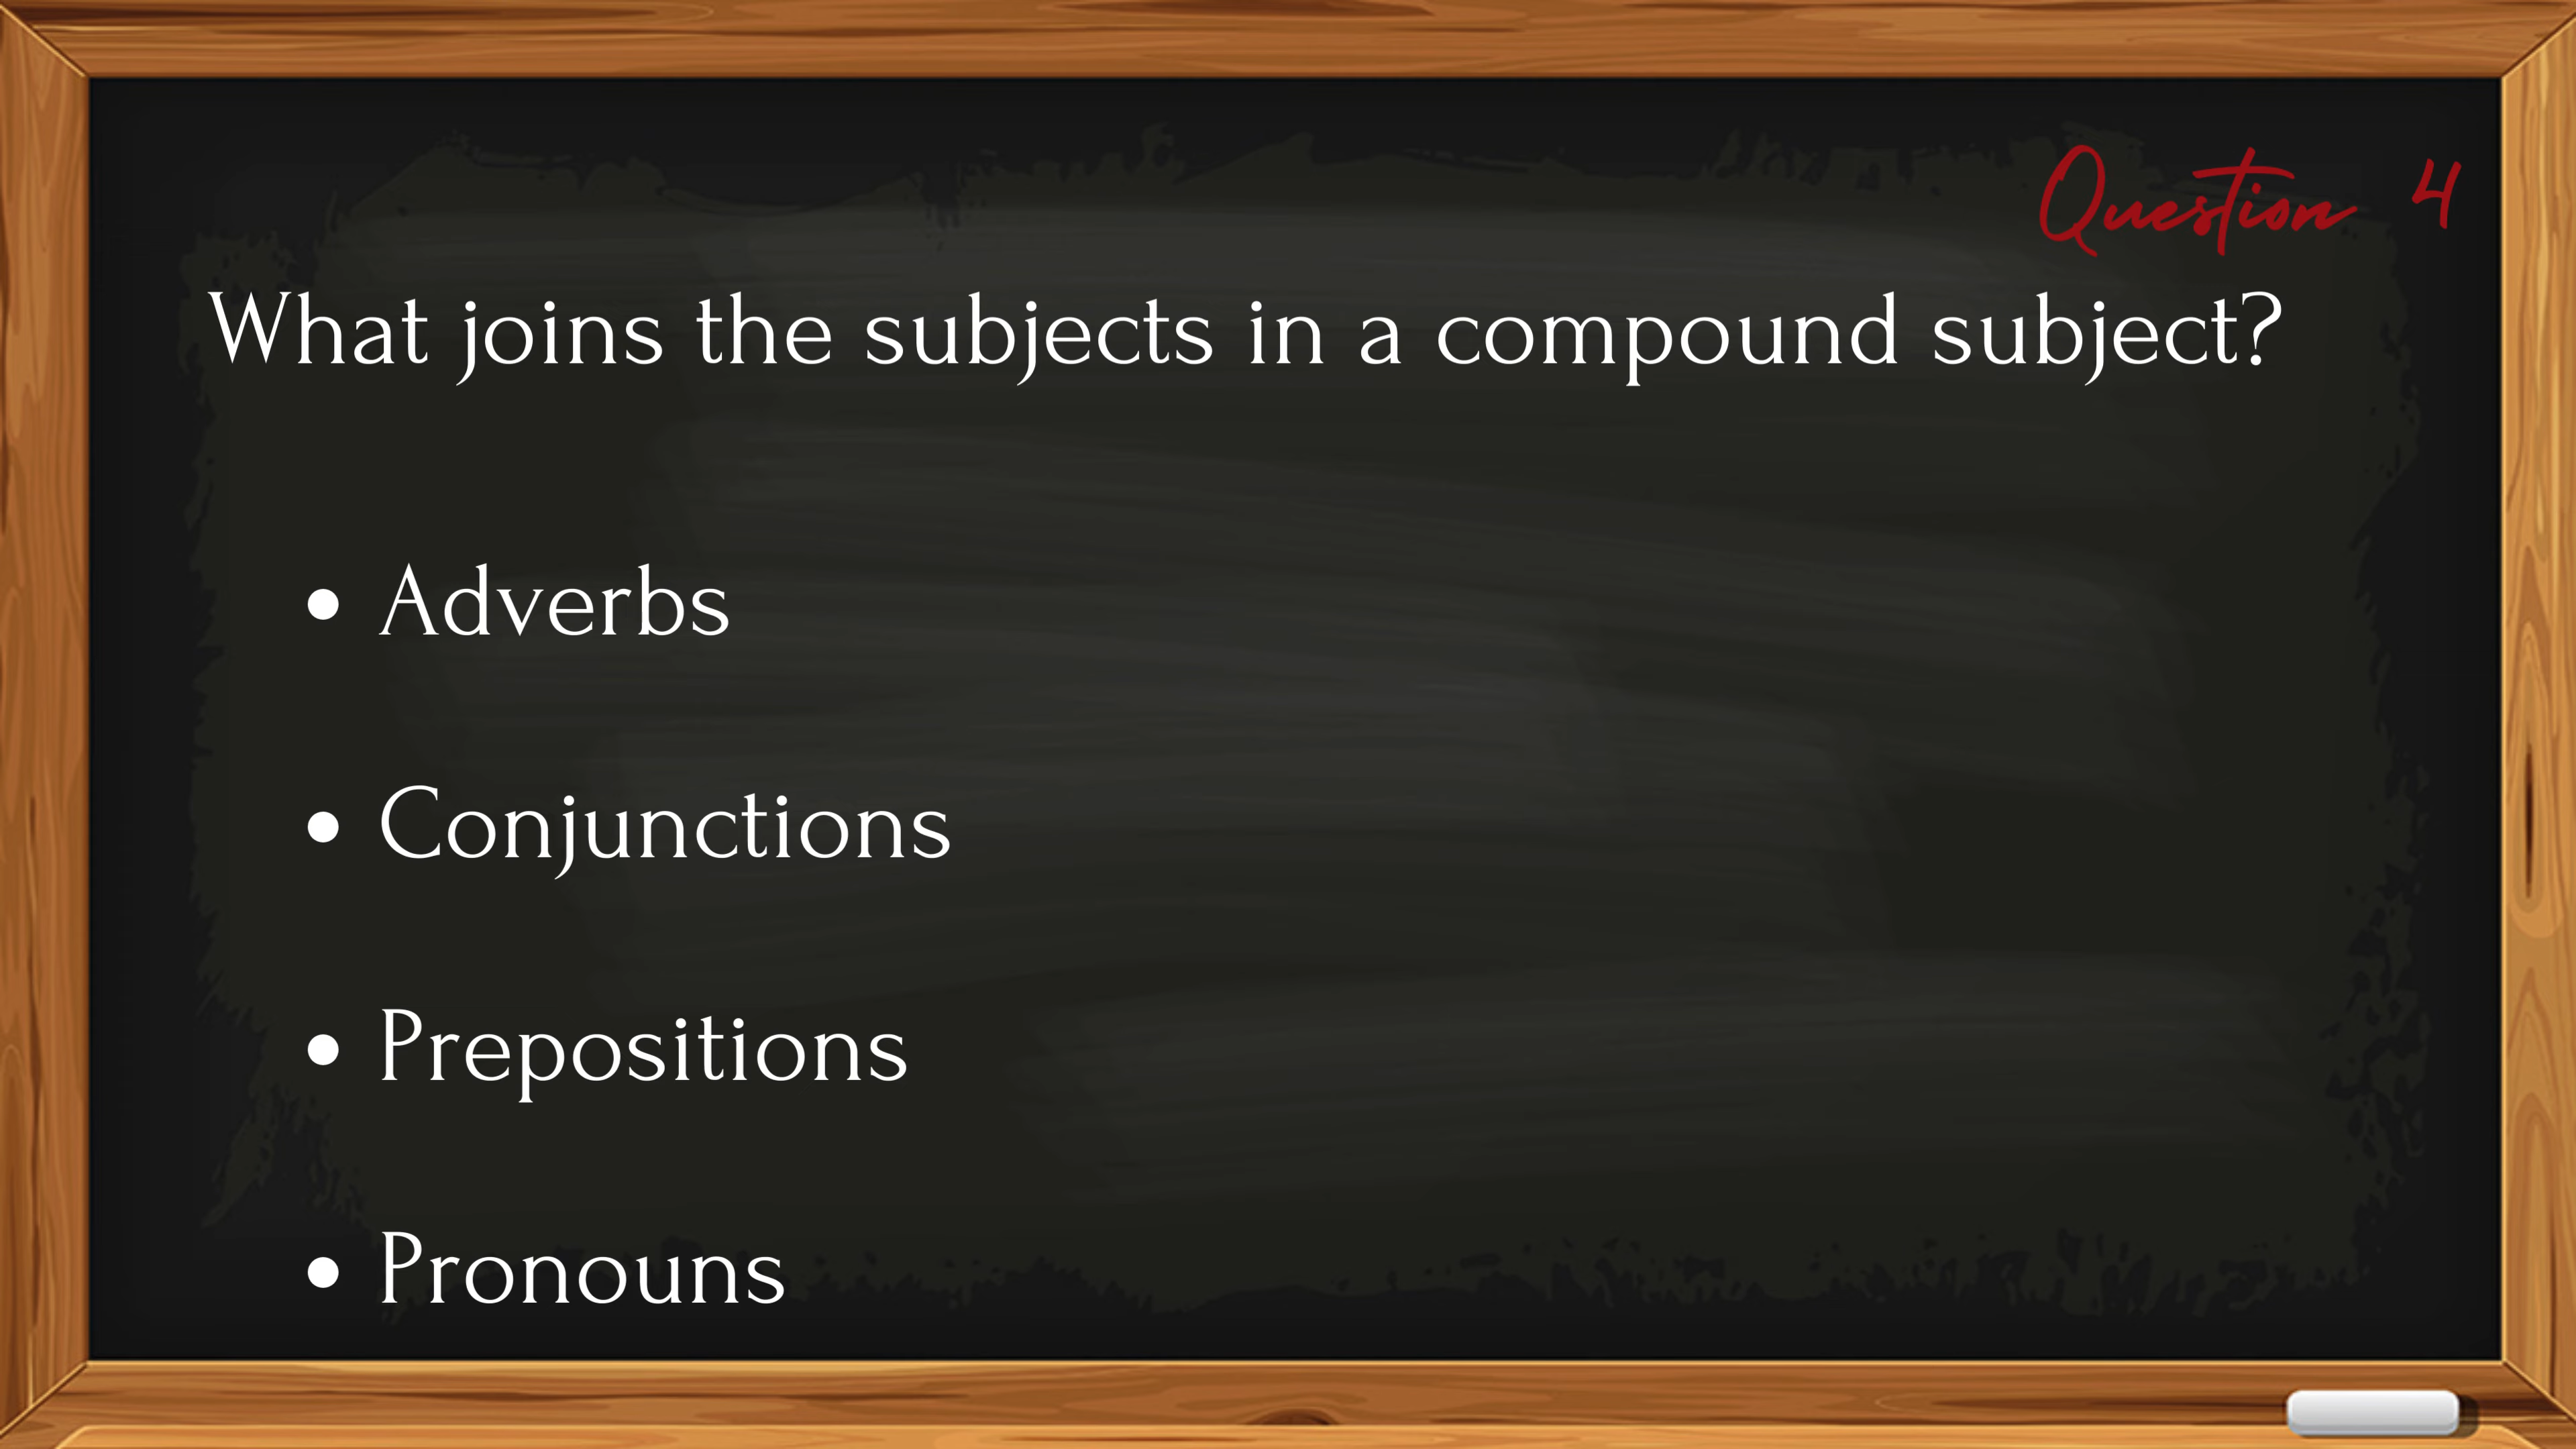 Question 4
What joins the subjects in a compound subject?
• Adverbs
• Conjunctions
• Prepositions
• Pronouns